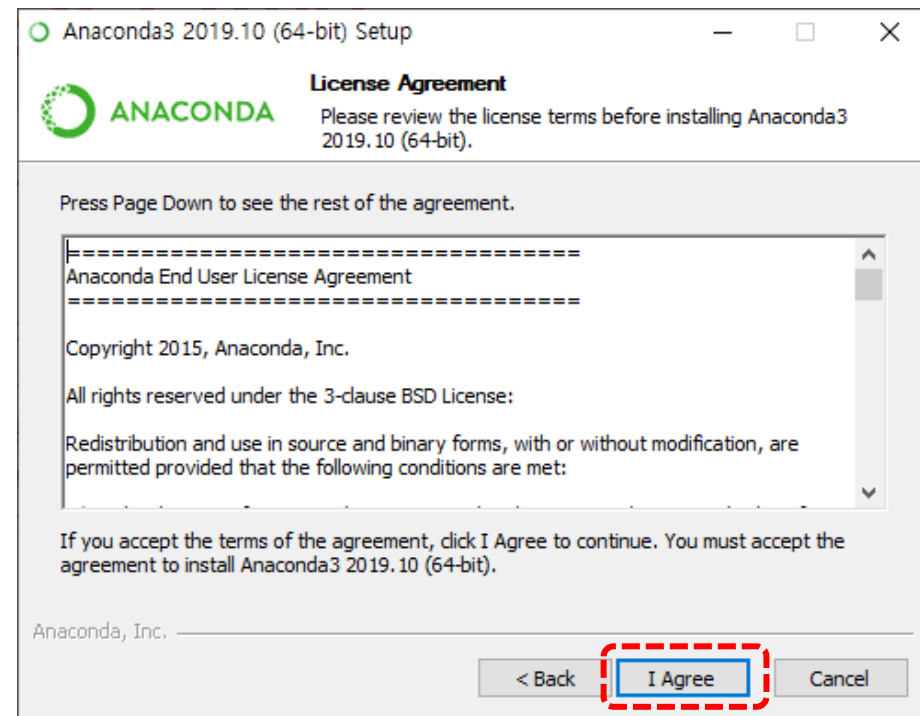 Anaconda3 2019.10 (64-bit) Setup
ANACONDA
License Agreement
Please review the license terms before installing Anaconda3
2019.10 (64-bit).
Press Page Down to see the rest of the agreement.
===================================
Anaconda End User License Agreement
===================================
Copyright 2015, Anaconda, Inc.
All rights reserved under the 3-clause BSD License:
Redistribution and use in source and binary forms, with or without modification, are
permitted provided that the following conditions are met:
If you accept the terms of the agreement, click I Agree to continue. You must accept the
agreement to install Anaconda3 2019.10 (64-bit).
Anaconda, Inc.
< Back
I Agree
Cancel